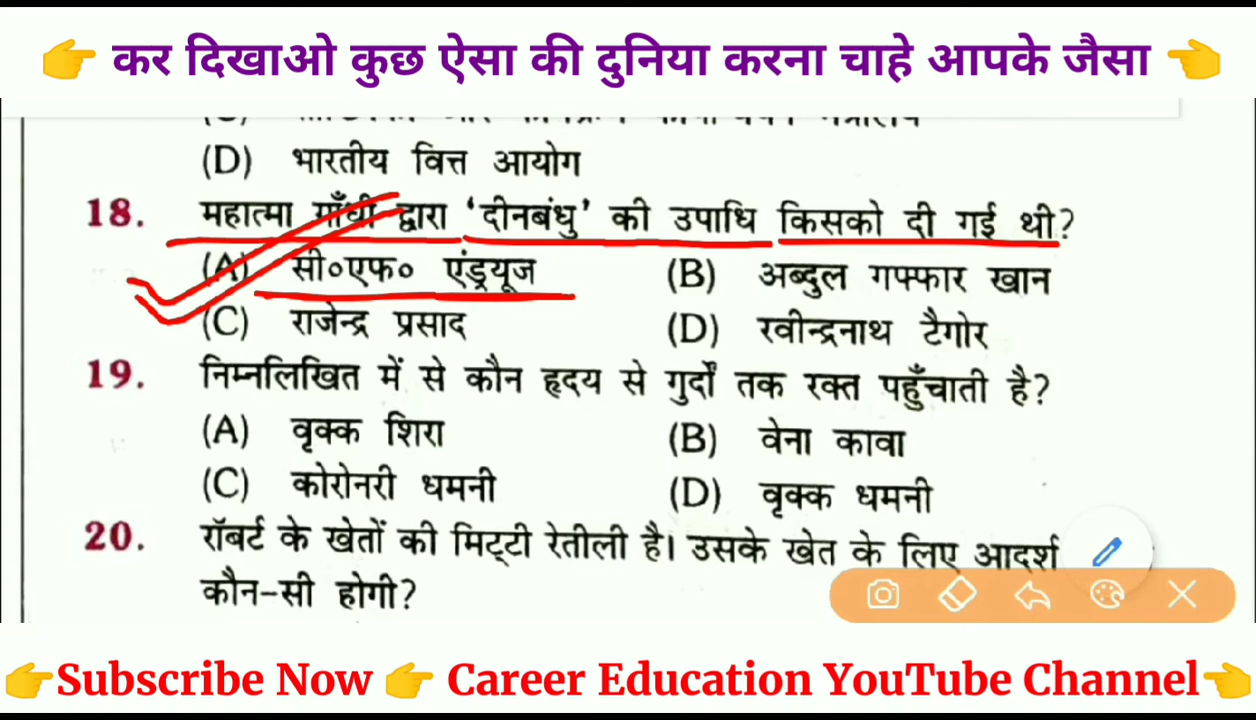 👉 कर दिखाओ कुछ ऐसा की दुनिया करना चाहे आपके जैसा 👈
(D) भारतीय वित्त आयोग
18. महात्मा गाँधी द्वारा ‘दीनबंधु’ की उपाधि किसको दी गई थी?
(A) सी०एफ० एंड्रयूज (B) अब्दुल गफ्फार खान
(C) राजेन्द्र प्रसाद (D) रवीन्द्रनाथ टैगोर
19. निम्नलिखित में से कौन हृदय से गुर्दों तक रक्त पहुँचाती है?
(A) वृक्क शिरा (B) वेना कावा
(C) कोरोनरी धमनी (D) वृक्क धमनी
20. रॉबर्ट के खेतों की मिट्टी रेतीली है। उसके खेत के लिए आदर्श
कौन-सी होगी?
👉Subscribe Now 👉 Career Education YouTube Channel👈